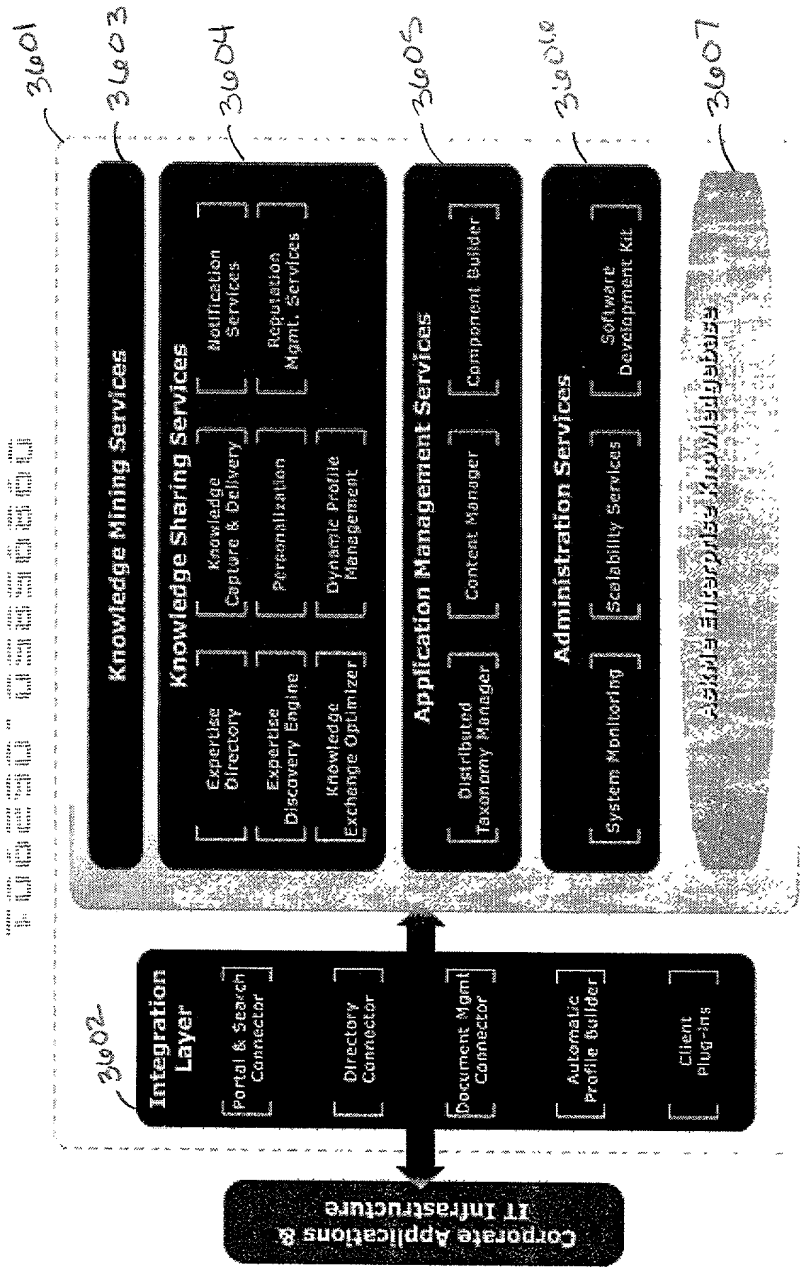 3601
3602
3603
3604
3605
3606
3607
Corporate Applications &
IT Infrastructure
Integration
Layer
Portal & Search
Connector
Directory
Connector
Document Mgmt
Connector
Automatic
Profile Builder
Client
Plug-ins
Knowledge Mining Services
Knowledge Sharing Services
Expertise
Directory
Knowledge
Capture & Delivery
Notification
Services
Expertise
Discovery Engine
Personalization
Reputation
Mgmt. Services
Knowledge
Exchange Optimizer
Dynamic Profile
Management
Application Management Services
Distributed
Taxonomy Manager
Content Manager
Component Builder
Administration Services
System Monitoring
Scalability Services
Software
Development Kit
AskMe Enterprise Knowledgebase